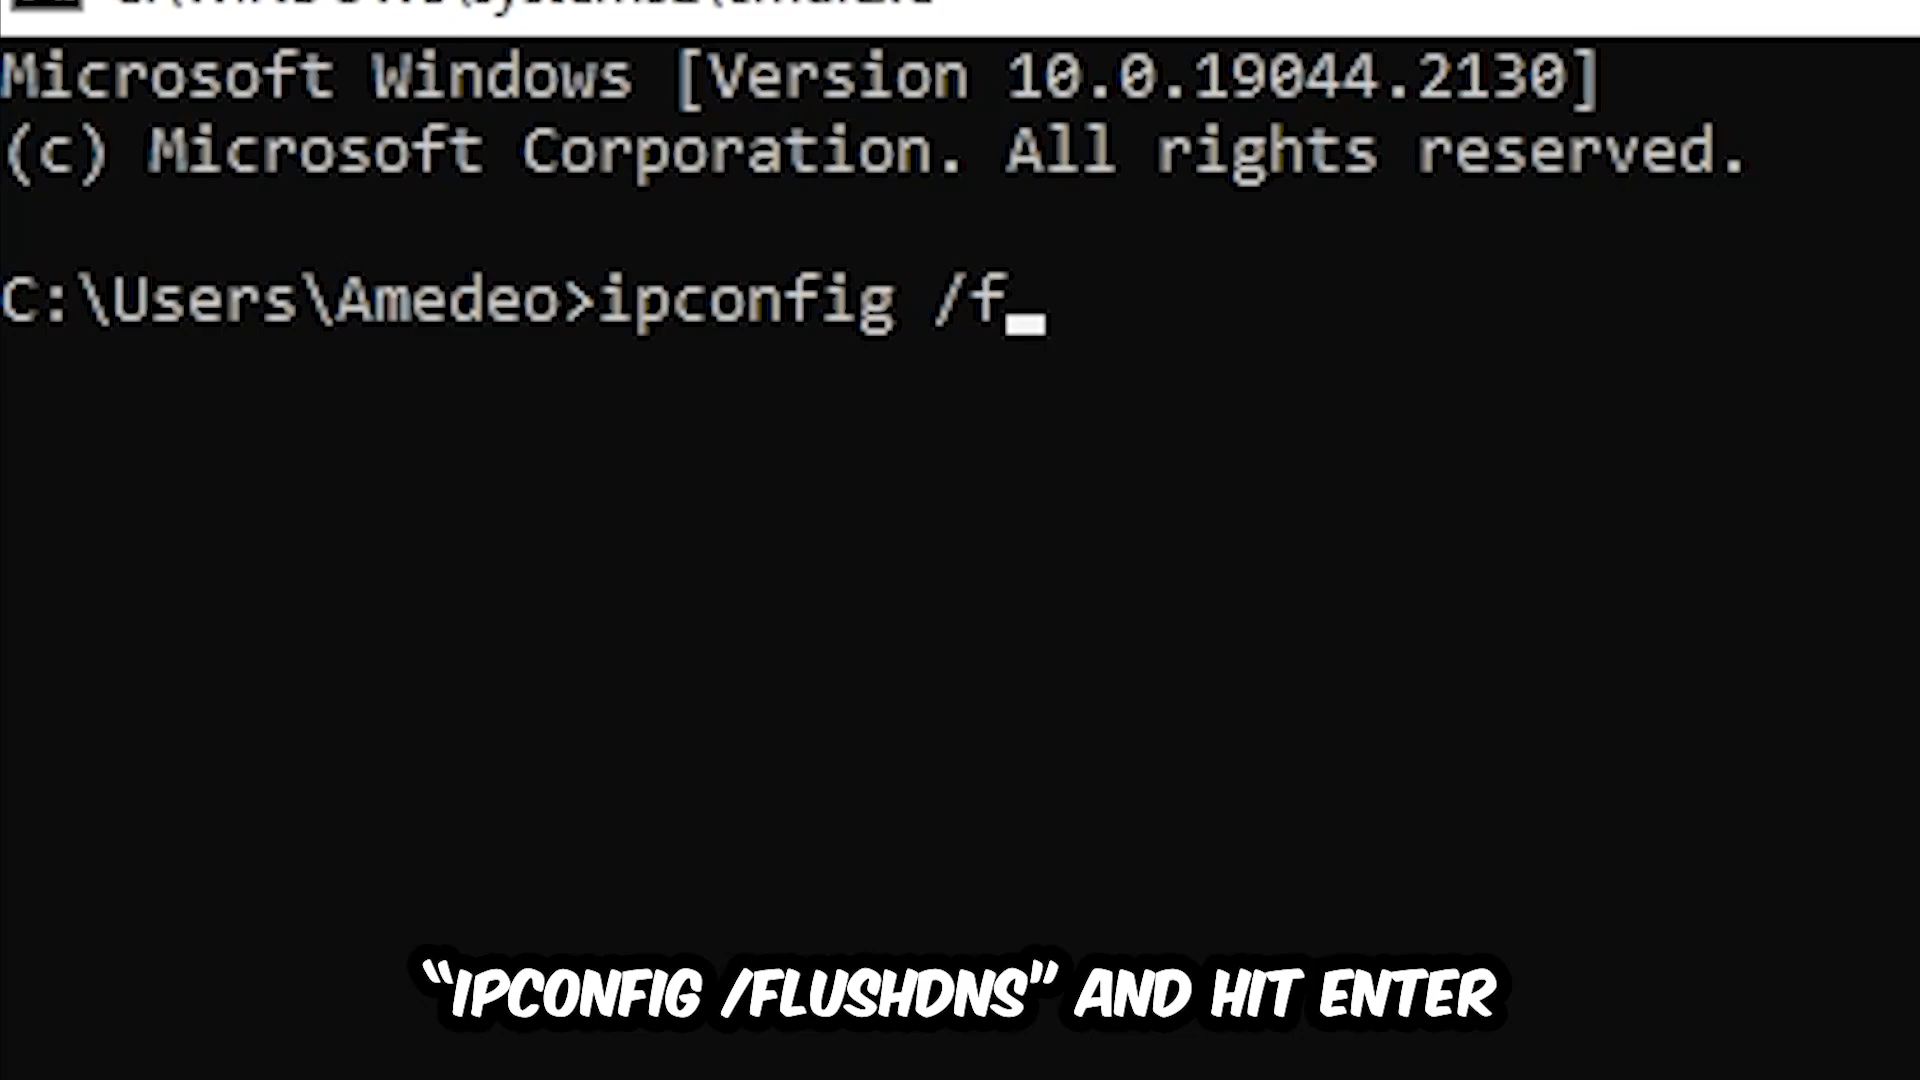 Microsoft Windows [Version 10.0.19044.2130]
(c) Microsoft Corporation. All rights reserved.
C:\Users\Amedeo>ipconfig /f
“IPCONFIG /FLUSHDNS” AND HIT ENTER